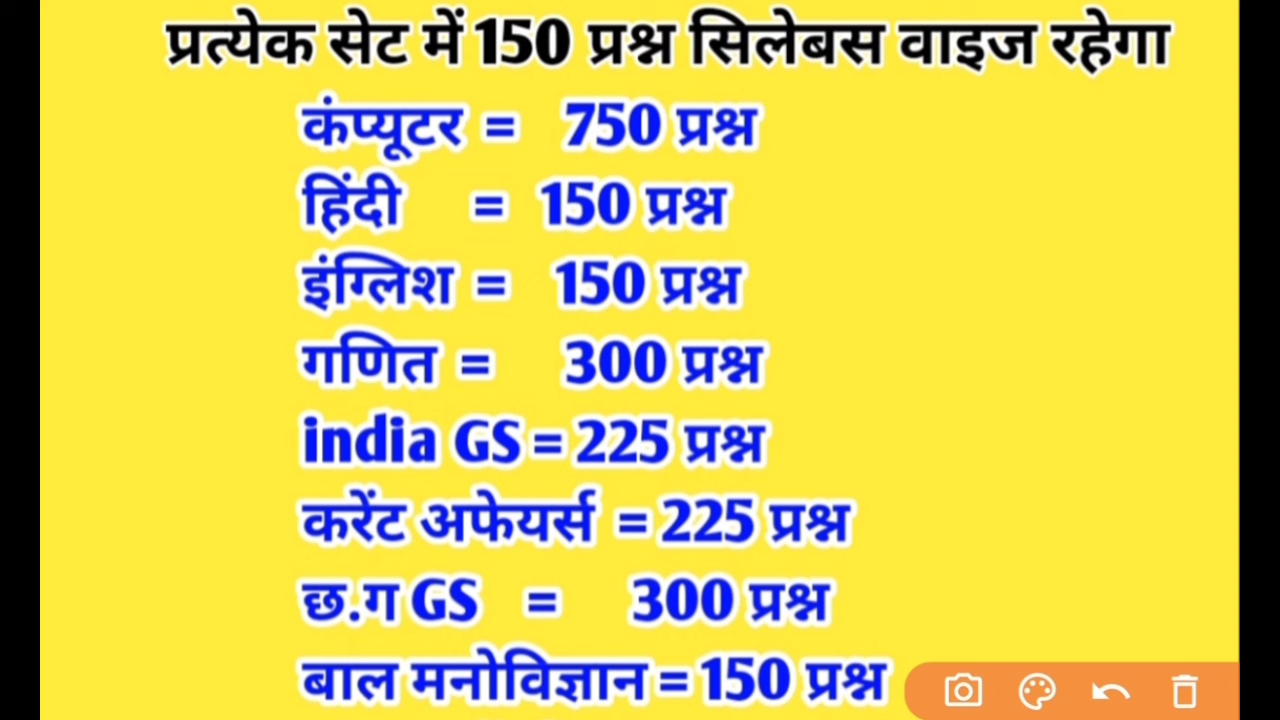 प्रत्येक सेट में 150 प्रश्न सिलेबस वाइज रहेगा
कंप्यूटर = 750 प्रश्न
हिंदी = 150 प्रश्न
इंग्लिश = 150 प्रश्न
गणित = 300 प्रश्न
india GS = 225 प्रश्न
करेंट अफेयर्स = 225 प्रश्न
छ.ग GS = 300 प्रश्न
बाल मनोविज्ञान = 150 प्रश्न